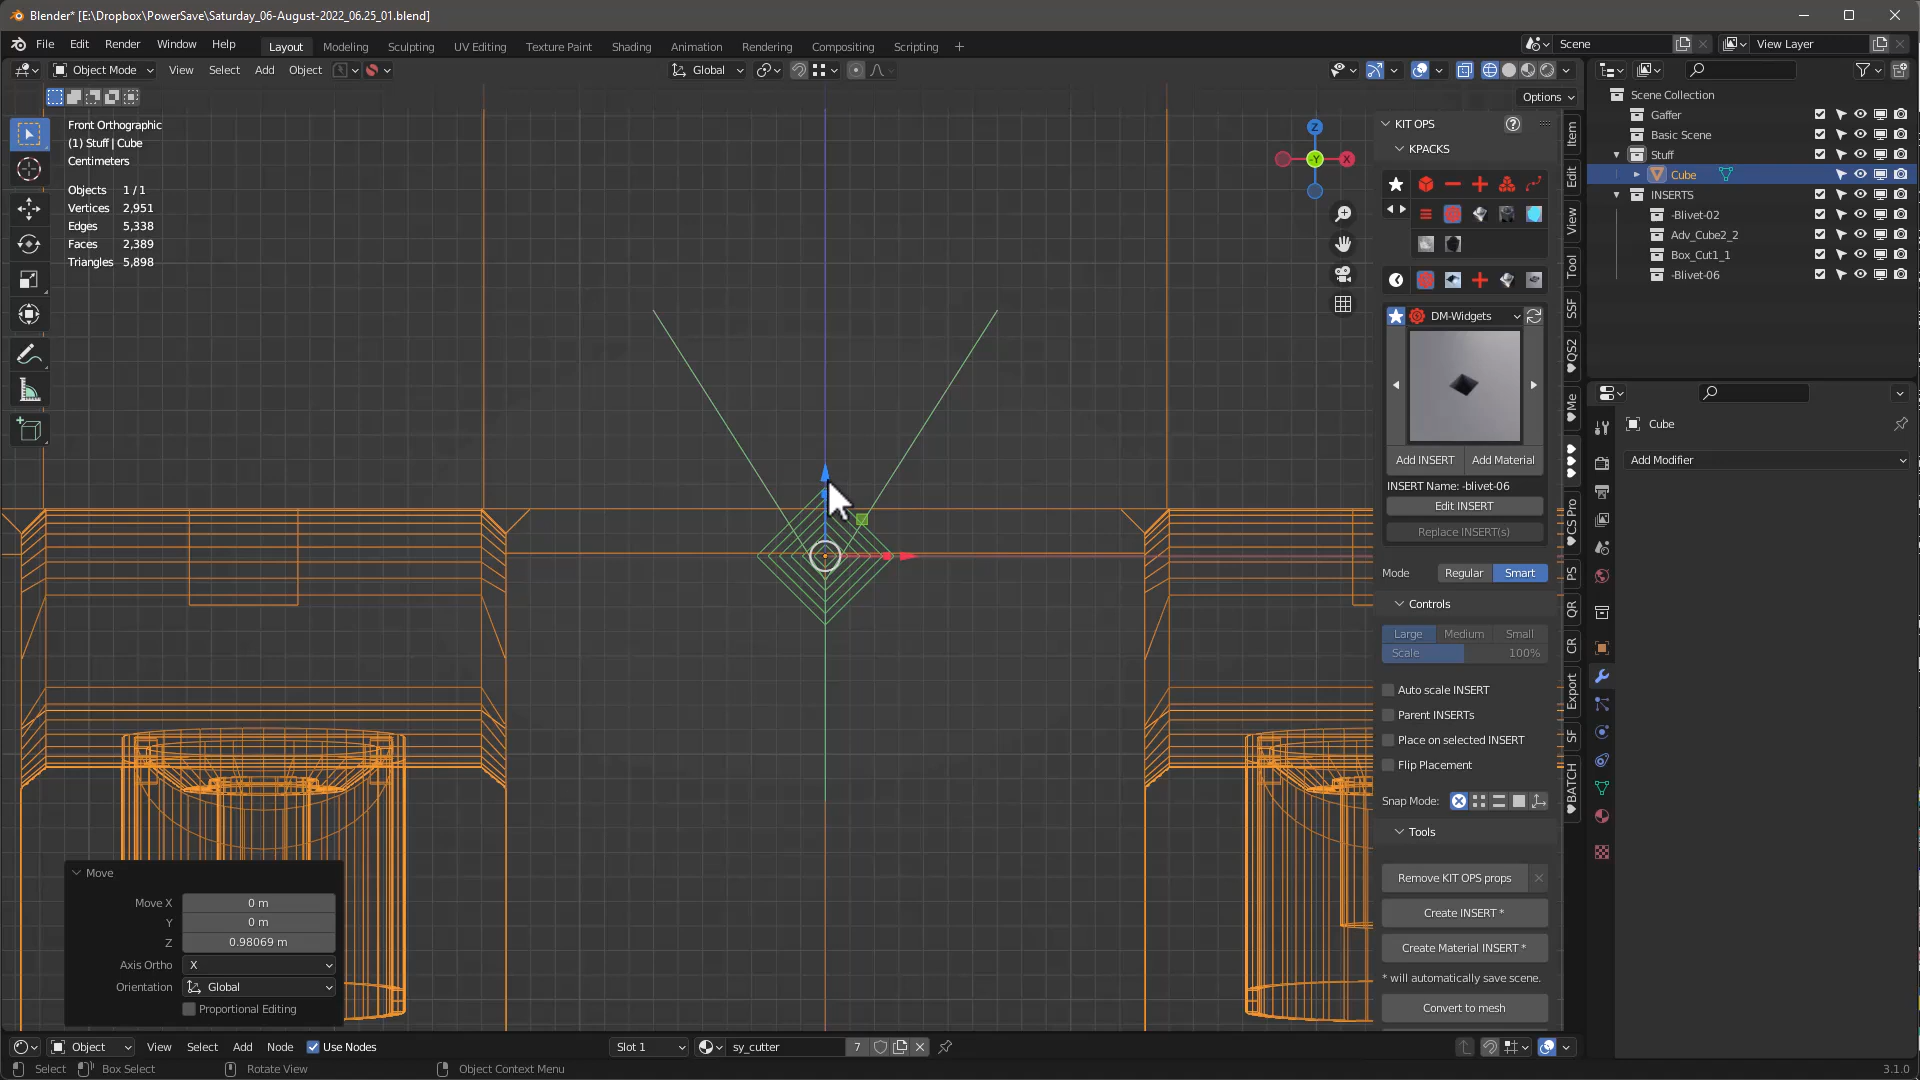 Blender* [E:\Dropbox\PowerSave\Saturday_06-August-2022_06.25_01.blend]
File Edit Render Window Help Layout Modeling Sculpting UV Editing Texture Paint Shading Animation Rendering Compositing Scripting + Scene View Layer
Object Mode View Select Add Object Global
Options
Front Orthographic
(1) Stuff | Cube
Centimeters
Objects 1 / 1
Vertices 2,951
Edges 5,338
Faces 2,389
Triangles 5,898
Z
X
-Y
KIT OPS
KPACKS
DM-Widgets
Add INSERT Add Material
INSERT Name: -blivet-06
Edit INSERT
Replace INSERT(s)
Mode Regular Smart
Controls
Large Medium Small
Scale 100%
Auto scale INSERT
Parent INSERTs
Place on selected INSERT
Flip Placement
Snap Mode:
Tools
Remove KIT OPS props
Create INSERT *
Create Material INSERT *
* will automatically save scene.
Convert to mesh
Item
Edit
View
Tool
SSF
QS2
Me
CS Pro
PS
QR
CR
Export
SF
BATCH
Scene Collection
Gaffer
Basic Scene
Stuff
Cube
INSERTS
-Blivet-02
Adv_Cube2_2
Box_Cut1_1
-Blivet-06
Cube
Add Modifier
Move
Move X 0 m
Y 0 m
Z 0.98069 m
Axis Ortho X
Orientation Global
Proportional Editing
Object View Select Add Node Use Nodes Slot 1 sy_cutter 7
Select Box Select Rotate View Object Context Menu 3.1.0